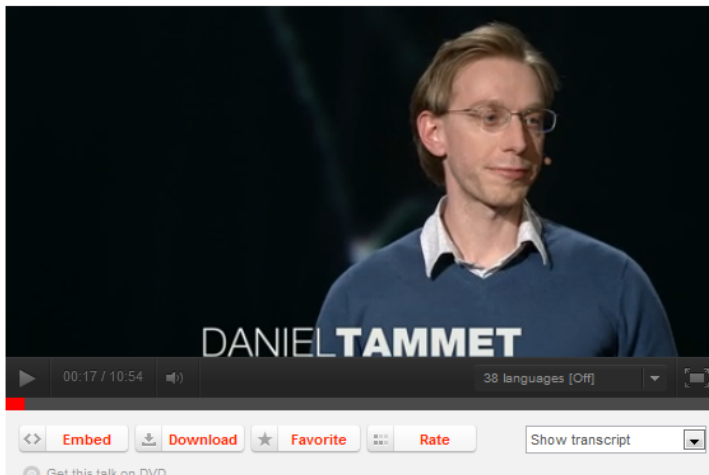 DANIELTAMMET
00:17 / 10:54
38 languages [Off]
Embed
Download
Favorite
Rate
Show transcript
Get this talk on DVD